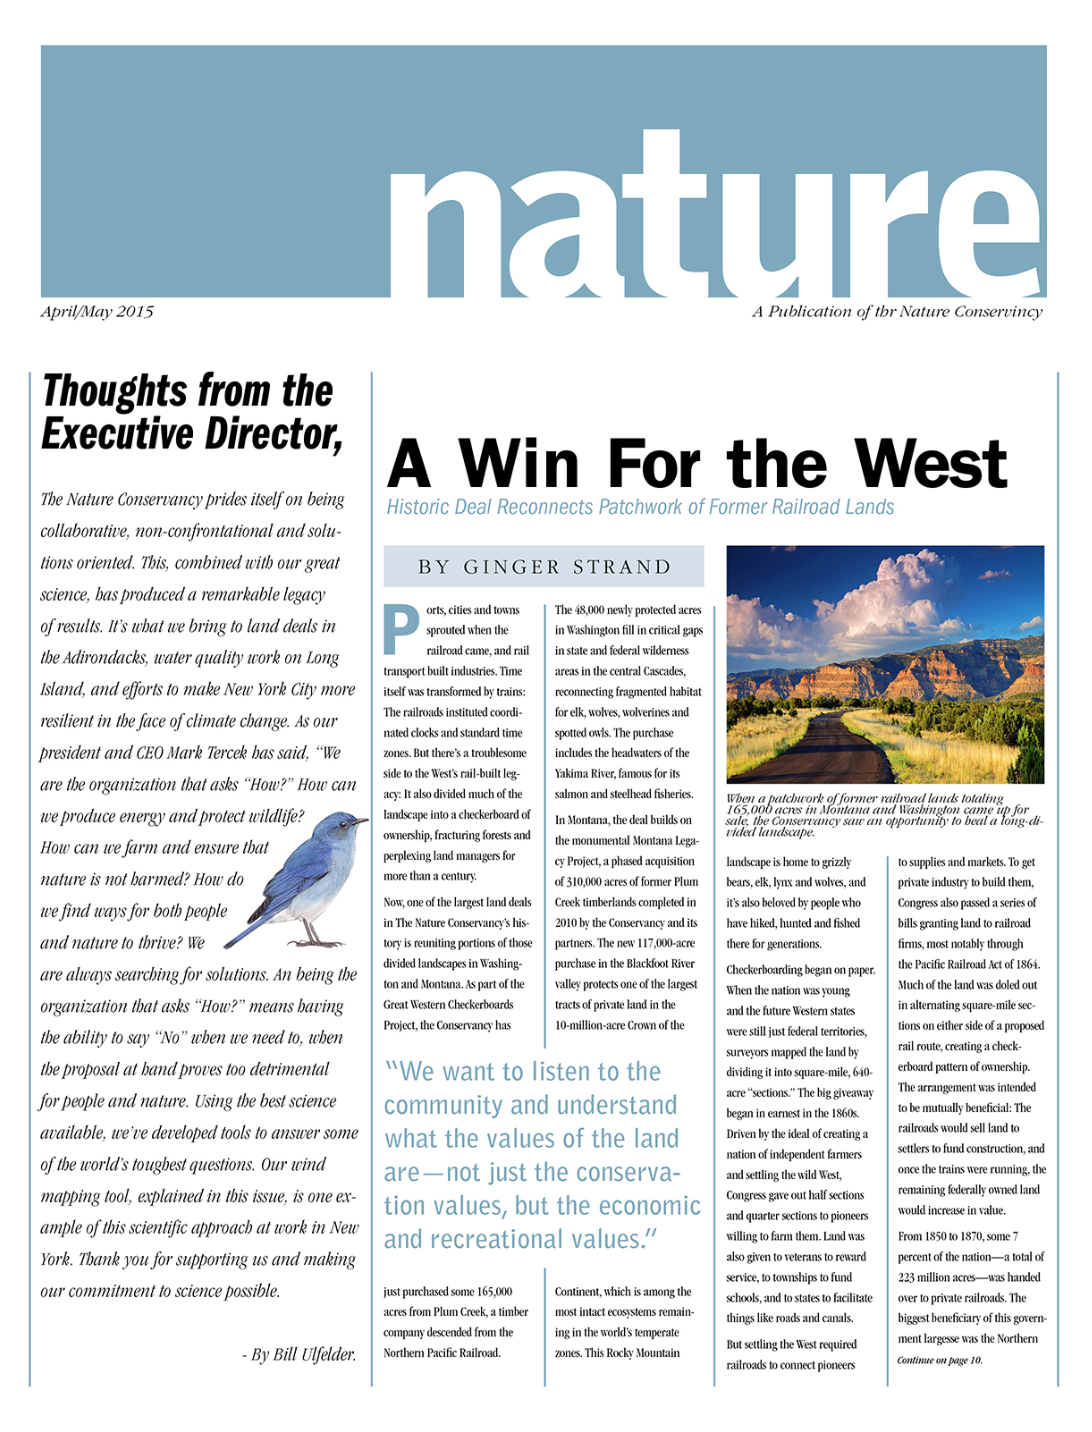 nature
April/May 2015
A Publication of thr Nature Conservincy
Thoughts from the
Executive Director,
The Nature Conservancy prides itself on being
collaborative, non-confrontational and solu-
tions oriented. This, combined with our great
science, has produced a remarkable legacy
of results. It's what we bring to land deals in
the Adirondacks, water quality work on Long
Island, and efforts to make New York City more
resilient in the face of climate change. As our
president and CEO Mark Tercek has said, "We
are the organization that asks "How?" How can
we produce energy and protect wildlife?
How can we farm and ensure that
nature is not harmed? How do
we find ways for both people
and nature to thrive? We
are always searching for solutions. An being the
organization that asks "How?" means having
the ability to say "No" when we need to, when
the proposal at hand proves too detrimental
for people and nature. Using the best science
available, we've developed tools to answer some
of the world's toughest questions. Our wind
mapping tool, explained in this issue, is one ex-
ample of this scientific approach at work in New
York. Thank you for supporting us and making
our commitment to science possible.
- By Bill Ulfelder.
A Win For the West
Historic Deal Reconnects Patchwork of Former Railroad Lands
BY GINGER STRAND
Ports, cities and towns
sprouted when the
railroad came, and rail
transport built industries. Time
itself was transformed by trains:
The railroads instituted coordi-
nated clocks and standard time
zones. But there's a troublesome
side to the West's rail-built leg-
acy: It also divided much of the
landscape into a checkerboard of
ownership, fracturing forests and
perplexing land managers for
more than a century.
Now, one of the largest land deals
in The Nature Conservancy's his-
tory is reuniting portions of those
divided landscapes in Washing-
ton and Montana. As part of the
Great Western Checkerboards
Project, the Conservancy has
"We want to listen to the
community and understand
what the values of the land
are—not just the conserva-
tion values, but the economic
and recreational values."
just purchased some 165,000
acres from Plum Creek, a timber
company descended from the
Northern Pacific Railroad.
The 48,000 newly protected acres
in Washington fill in critical gaps
in state and federal wilderness
areas in the central Cascades,
reconnecting fragmented habitat
for elk, wolves, wolverines and
spotted owls. The purchase
includes the headwaters of the
Yakima River, famous for its
salmon and steelhead fisheries.
In Montana, the deal builds on
the monumental Montana Lega-
cy Project, a phased acquisition
of 310,000 acres of former Plum
Creek timberlands completed in
2010 by the Conservancy and its
partners. The new 117,000-acre
purchase in the Blackfoot River
valley protects one of the largest
tracts of private land in the
10-million-acre Crown of the
Continent, which is among the
most intact ecosystems remain-
ing in the world's temperate
zones. This Rocky Mountain
When a patchwork of former railroad lands totaling
165,000 acres in Montana and Washington came up for
sale, the Conservancy saw an opportunity to heal a long-di-
vided landscape.
landscape is home to grizzly
bears, elk, lynx and wolves, and
it's also beloved by people who
have hiked, hunted and fished
there for generations.
Checkerboarding began on paper.
When the nation was young
and the future Western states
were still just federal territories,
surveyors mapped the land by
dividing it into square-mile, 640-
acre "sections." The big giveaway
began in earnest in the 1860s.
Driven by the ideal of creating a
nation of independent farmers
and settling the wild West,
Congress gave out half sections
and quarter sections to pioneers
willing to farm them. Land was
also given to veterans to reward
service, to townships to fund
schools, and to states to facilitate
things like roads and canals.
But settling the West required
railroads to connect pioneers
to supplies and markets. To get
private industry to build them,
Congress also passed a series of
bills granting land to railroad
firms, most notably through
the Pacific Railroad Act of 1864.
Much of the land was doled out
in alternating square-mile sec-
tions on either side of a proposed
rail route, creating a check-
erboard pattern of ownership.
The arrangement was intended
to be mutually beneficial: The
railroads would sell land to
settlers to fund construction, and
once the trains were running, the
remaining federally owned land
would increase in value.
From 1850 to 1870, some 7
percent of the nation—a total of
223 million acres—was handed
over to private railroads. The
biggest beneficiary of this govern-
ment largesse was the Northern
Continue on page 10.